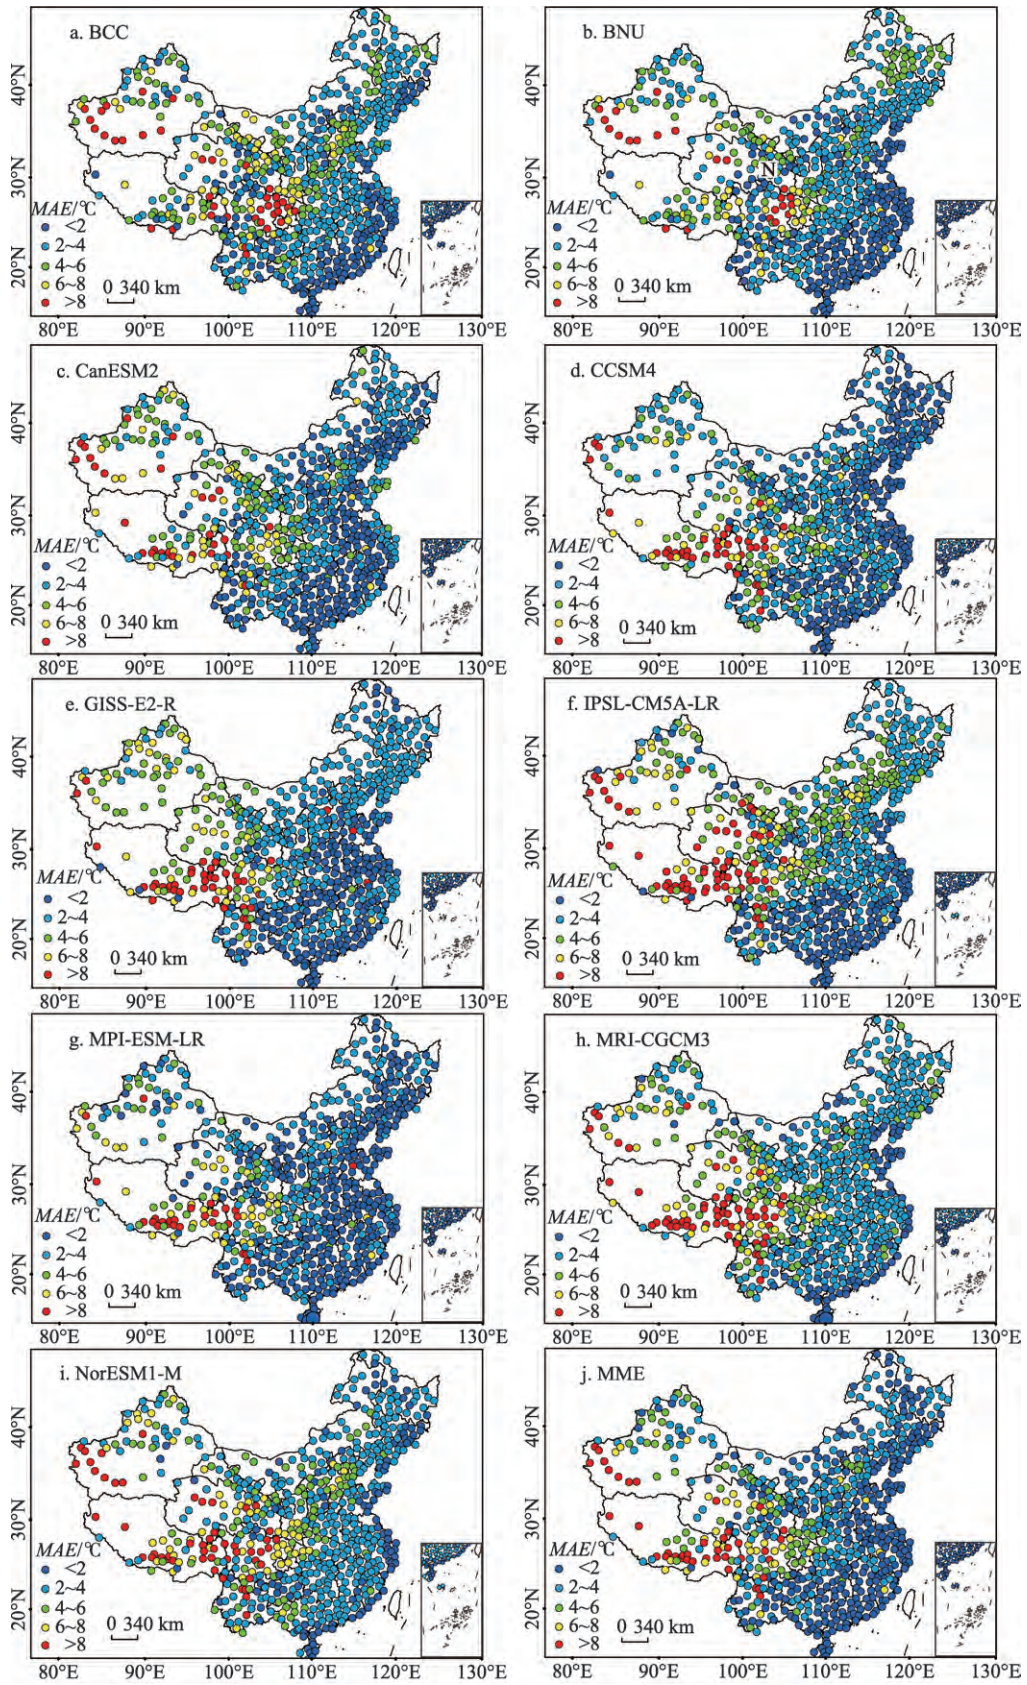 a. BCC
b. BNU
40°N
30°N
20°N
40°N
30°N
20°N
N
MAE/°C
<2
2~4
4~6
6~8
>8
0 340 km
MAE/°C
<2
2~4
4~6
6~8
>8
0 340 km
80°E
90°E
100°E
110°E
120°E
130°E
80°E
90°E
100°E
110°E
120°E
130°E
c. CanESM2
d. CCSM4
40°N
30°N
20°N
40°N
30°N
20°N
MAE/°C
<2
2~4
4~6
6~8
>8
0 340 km
MAE/°C
<2
2~4
4~6
6~8
>8
0 340 km
80°E
90°E
100°E
110°E
120°E
130°E
80°E
90°E
100°E
110°E
120°E
130°E
e. GISS-E2-R
f. IPSL-CM5A-LR
40°N
30°N
20°N
40°N
30°N
20°N
MAE/°C
<2
2~4
4~6
6~8
>8
0 340 km
MAE/°C
<2
2~4
4~6
6~8
>8
0 340 km
80°E
90°E
100°E
110°E
120°E
130°E
80°E
90°E
100°E
110°E
120°E
130°E
g. MPI-ESM-LR
h. MRI-CGCM3
40°N
30°N
20°N
40°N
30°N
20°N
MAE/°C
<2
2~4
4~6
6~8
>8
0 340 km
MAE/°C
<2
2~4
4~6
6~8
>8
0 340 km
80°E
90°E
100°E
110°E
120°E
130°E
80°E
90°E
100°E
110°E
120°E
130°E
i. NorESM1-M
j. MME
40°N
30°N
20°N
40°N
30°N
20°N
MAE/°C
<2
2~4
4~6
6~8
>8
0 340 km
MAE/°C
<2
2~4
4~6
6~8
>8
0 340 km
80°E
90°E
100°E
110°E
120°E
130°E
80°E
90°E
100°E
110°E
120°E
130°E